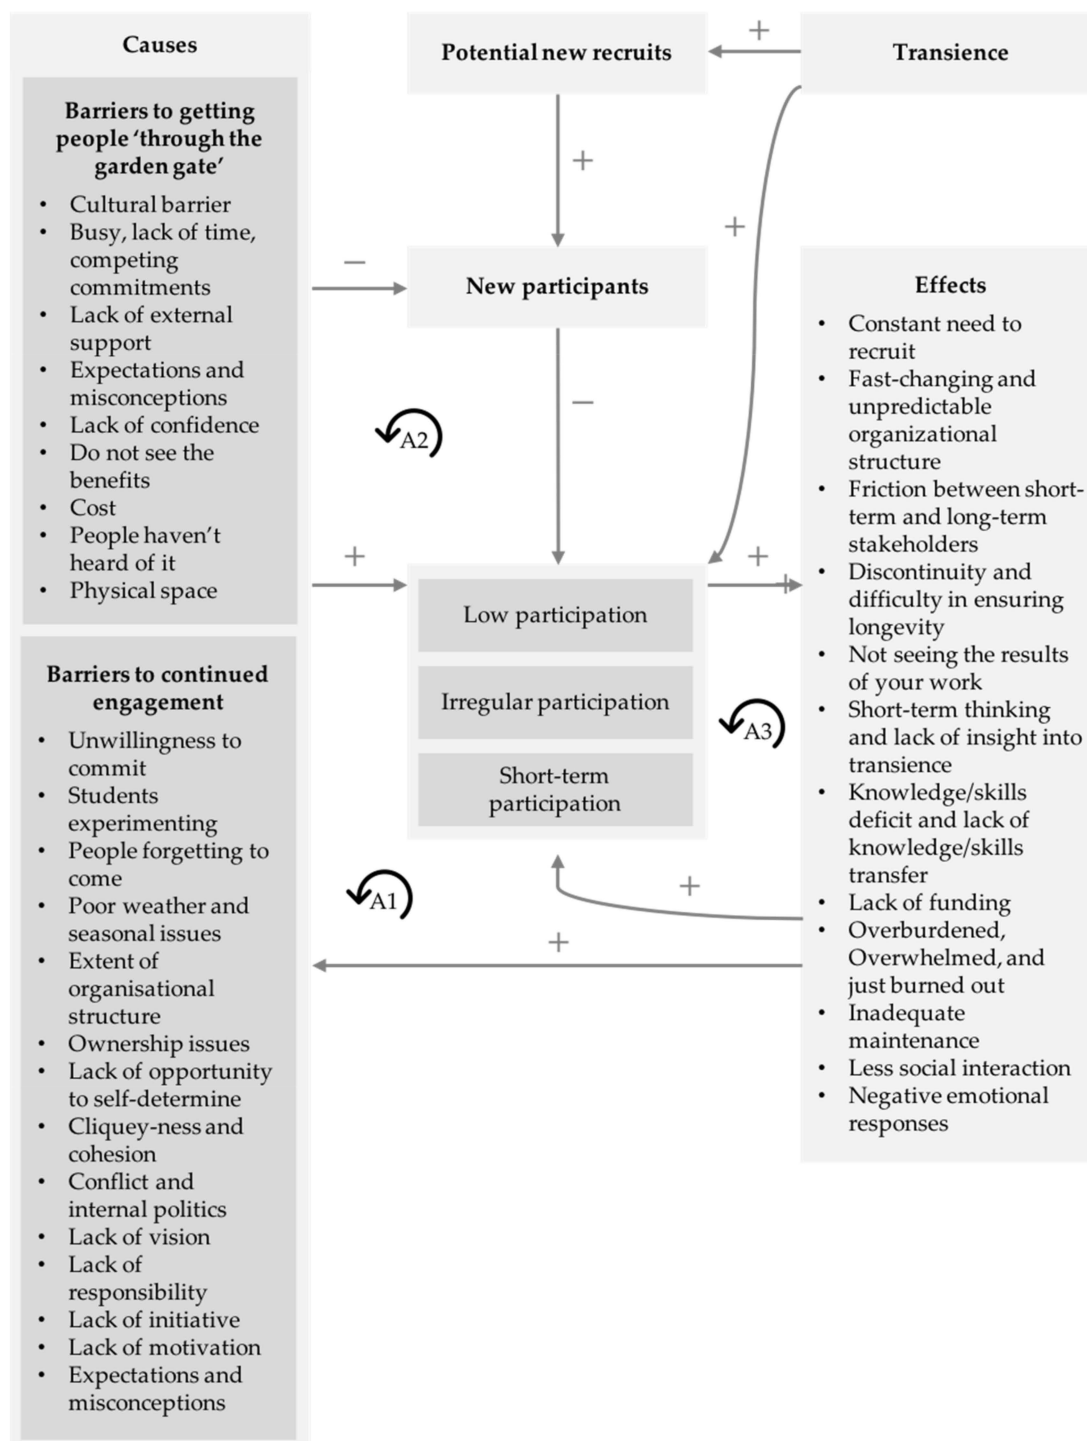 Causes
Barriers to getting
people ‘through the
garden gate’
• Cultural barrier
• Busy, lack of time,
competing
commitments
• Lack of external
support
• Expectations and
misconceptions
• Lack of confidence
• Do not see the
benefits
• Cost
• People haven’t
heard of it
• Physical space
Barriers to continued
engagement
• Unwillingness to
commit
• Students
experimenting
• People forgetting to
come
• Poor weather and
seasonal issues
• Extent of
organisational
structure
• Ownership issues
• Lack of opportunity
to self-determine
• Cliquey-ness and
cohesion
• Conflict and
internal politics
• Lack of vision
• Lack of
responsibility
• Lack of initiative
• Lack of motivation
• Expectations and
misconceptions
Potential new recruits
+
Transience
+
+
−
New participants
−
A2
+
Low participation
Irregular participation
Short-term
participation
+
+
A3
A1
+
+
Effects
• Constant need to
recruit
• Fast-changing and
unpredictable
organizational
structure
• Friction between short-
term and long-term
stakeholders
• Discontinuity and
difficulty in ensuring
longevity
• Not seeing the results
of your work
• Short-term thinking
and lack of insight into
transience
• Knowledge/skills
deficit and lack of
knowledge/skills
transfer
• Lack of funding
• Overburdened,
Overwhelmed, and
just burned out
• Inadequate
maintenance
• Less social interaction
• Negative emotional
responses